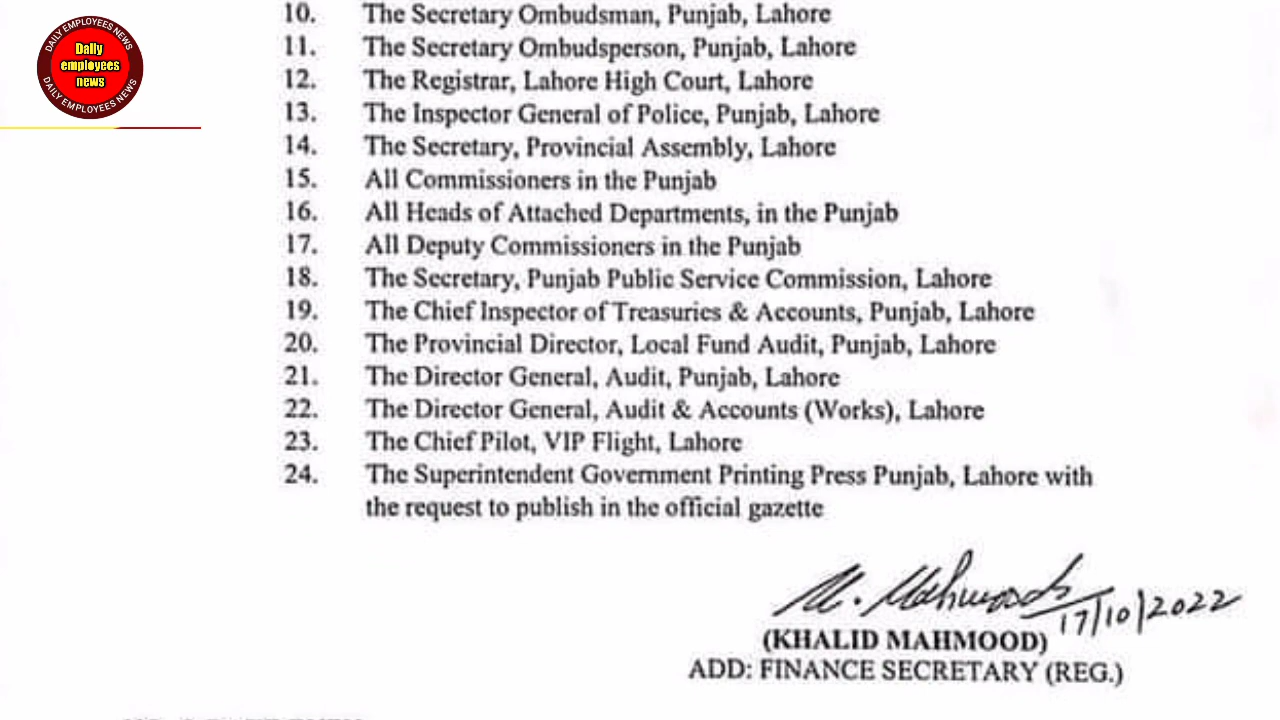 DAILY EMPLOYEES NEWS
Daily
employees
news
DAILY EMPLOYEES NEWS
10. The Secretary Ombudsman, Punjab, Lahore
11. The Secretary Ombudsperson, Punjab, Lahore
12. The Registrar, Lahore High Court, Lahore
13. The Inspector General of Police, Punjab, Lahore
14. The Secretary, Provincial Assembly, Lahore
15. All Commissioners in the Punjab
16. All Heads of Attached Departments, in the Punjab
17. All Deputy Commissioners in the Punjab
18. The Secretary, Punjab Public Service Commission, Lahore
19. The Chief Inspector of Treasuries & Accounts, Punjab, Lahore
20. The Provincial Director, Local Fund Audit, Punjab, Lahore
21. The Director General, Audit, Punjab, Lahore
22. The Director General, Audit & Accounts (Works), Lahore
23. The Chief Pilot, VIP Flight, Lahore
24. The Superintendent Government Printing Press Punjab, Lahore with
the request to publish in the official gazette
M. Mahmood
17/10/2022
(KHALID MAHMOOD)
ADD: FINANCE SECRETARY (REG.)